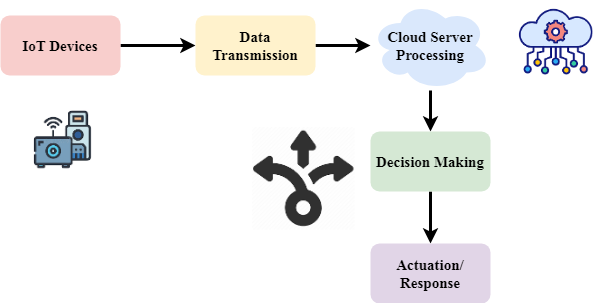 IoT Devices
Data
Transmission
Cloud Server
Processing
Decision Making
Actuation/
Response